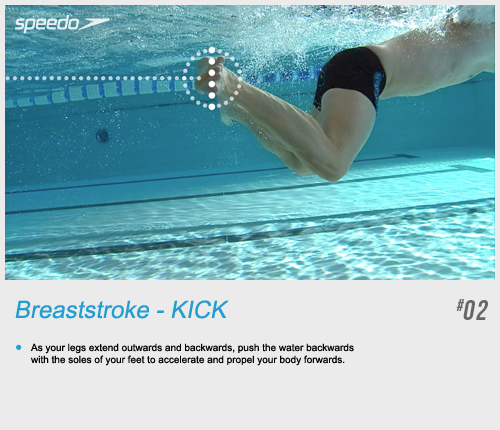 speedo
Breaststroke - KICK
#02
As your legs extend outwards and backwards, push the water backwards
with the soles of your feet to accelerate and propel your body forwards.